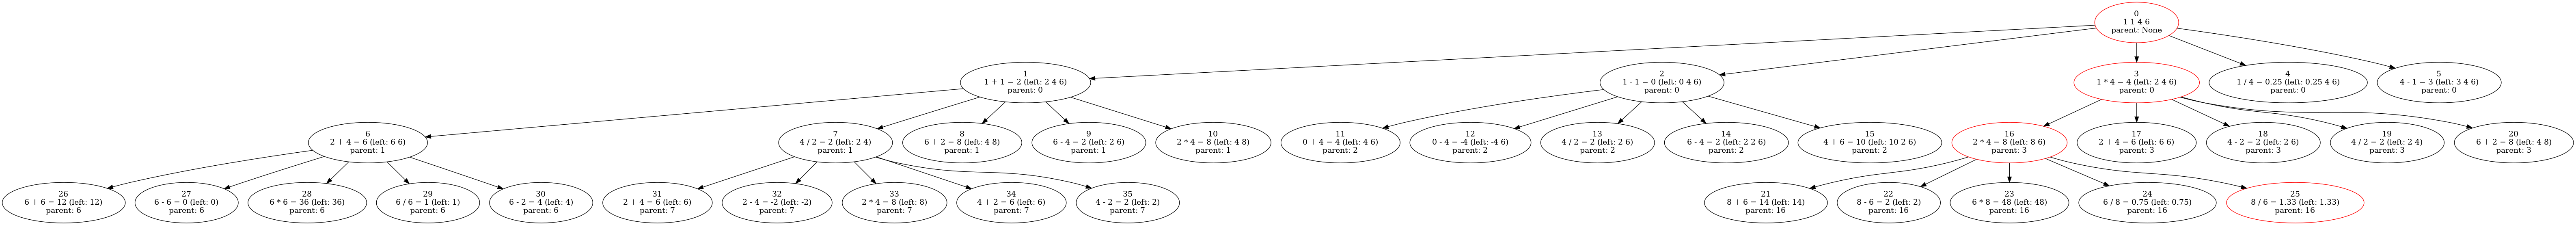 0
1 1 4 6
parent: None
1
1 + 1 = 2 (left: 2 4 6)
parent: 0
2
1 - 1 = 0 (left: 0 4 6)
parent: 0
3
1 * 4 = 4 (left: 2 4 6)
parent: 0
4
1 / 4 = 0.25 (left: 0.25 4 6)
parent: 0
5
4 - 1 = 3 (left: 3 4 6)
parent: 0
6
2 + 4 = 6 (left: 6 6)
parent: 1
7
4 / 2 = 2 (left: 2 4)
parent: 1
8
6 + 2 = 8 (left: 4 8)
parent: 1
9
6 - 4 = 2 (left: 2 6)
parent: 1
10
2 * 4 = 8 (left: 4 8)
parent: 1
11
0 + 4 = 4 (left: 4 6)
parent: 2
12
0 - 4 = -4 (left: -4 6)
parent: 2
13
4 / 2 = 2 (left: 2 6)
parent: 2
14
6 - 4 = 2 (left: 2 2 6)
parent: 2
15
4 + 6 = 10 (left: 10 2 6)
parent: 2
16
2 * 4 = 8 (left: 8 6)
parent: 3
17
2 + 4 = 6 (left: 6 6)
parent: 3
18
4 - 2 = 2 (left: 2 6)
parent: 3
19
4 / 2 = 2 (left: 2 4)
parent: 3
20
6 + 2 = 8 (left: 4 8)
parent: 3
26
6 + 6 = 12 (left: 12)
parent: 6
27
6 - 6 = 0 (left: 0)
parent: 6
28
6 * 6 = 36 (left: 36)
parent: 6
29
6 / 6 = 1 (left: 1)
parent: 6
30
6 - 2 = 4 (left: 4)
parent: 6
31
2 + 4 = 6 (left: 6)
parent: 7
32
2 - 4 = -2 (left: -2)
parent: 7
33
2 * 4 = 8 (left: 8)
parent: 7
34
4 + 2 = 6 (left: 6)
parent: 7
35
4 - 2 = 2 (left: 2)
parent: 7
21
8 + 6 = 14 (left: 14)
parent: 16
22
8 - 6 = 2 (left: 2)
parent: 16
23
6 * 8 = 48 (left: 48)
parent: 16
24
6 / 8 = 0.75 (left: 0.75)
parent: 16
25
8 / 6 = 1.33 (left: 1.33)
parent: 16